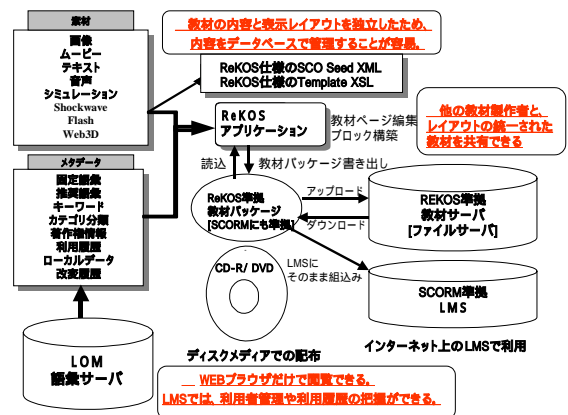 素材
画像
ムービー
テキスト
音声
シミュレーション
Shockwave
Flash
Web3D
教材の内容と表示レイアウトを独立したため、
内容をデータベースで管理することが容易。
ReKOS仕様のSCO Seed XML
ReKOS仕様のTemplate XSL
ReKOS
アプリケーション
教材ページ編集
ブロック構築
他の教材製作者と、
レイアウトの統一された
教材を共有できる
メタデータ
固定語彙
推奨語彙
キーワード
カテゴリ分類
著作権情報
利用履歴
ローカルデータ
改変履歴
読込
教材パッケージ書き出し
ReKOS準拠
教材パッケージ
[SCORMにも準拠]
アップロード
ダウンロード
REKOS準拠
教材サーバ
[ファイルサーバ]
CD-R/ DVD
LMSに
そのまま組込み
SCORM準拠
LMS
LOM
語彙サーバ
ディスクメディアでの配布
インターネット上のLMSで利用
WEBブラウザだけで閲覧できる。
LMSでは、利用者管理や利用履歴の把握ができる。